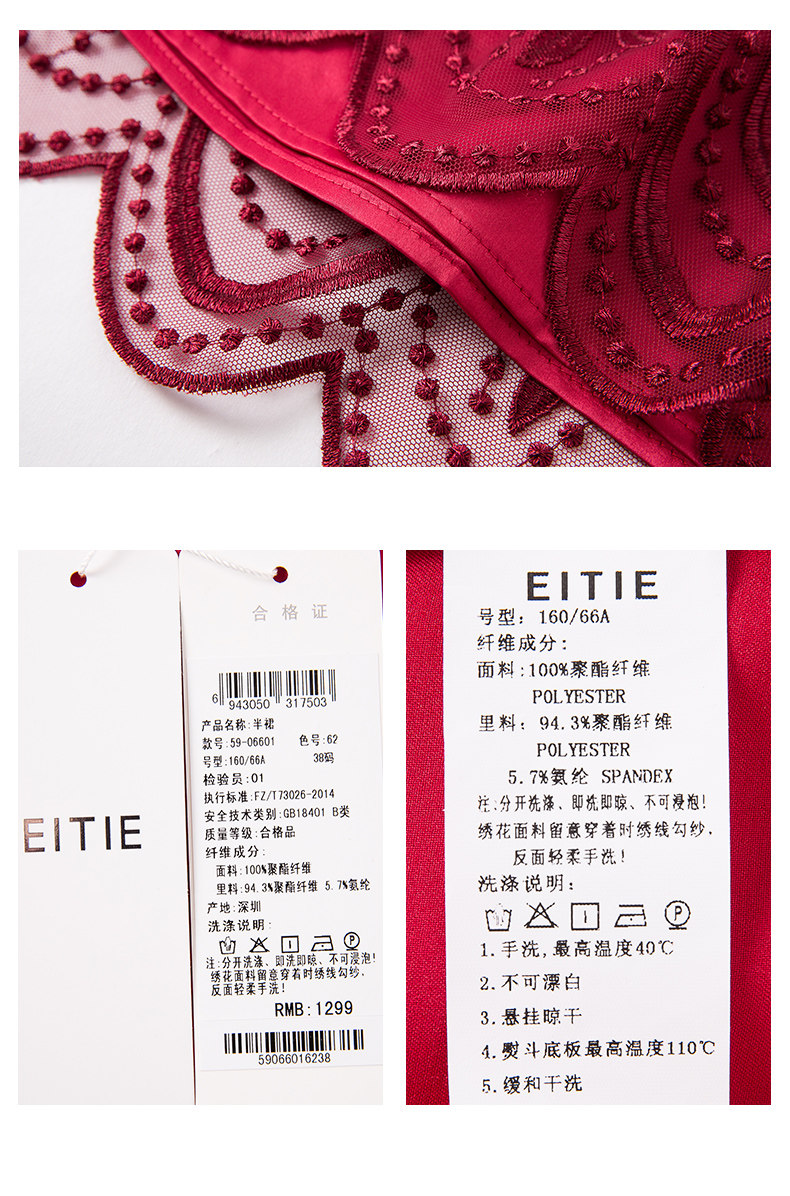 EITIE
合格证
6 943050 317503
产品名称:半裙
款号:59-06601 色号:62
号型:160/66A 38码
检验员:01
执行标准:FZ/T73026-2014
安全技术类别:GB18401 B类
质量等级:合格品
纤维成分:
面料:100%聚酯纤维
里料:94.3%聚酯纤维 5.7%氨纶
产地:深圳
洗涤说明:
P
注:分开洗涤、即洗即晾、不可浸泡!
绣花面料留意穿着时绣线勾纱.
反面轻柔手洗!
RMB:1299
59066016238
EITIE
号型: 160/66A
纤维成分:
面料:100%聚酯纤维
POLYESTER
里料: 94.3%聚酯纤维
POLYESTER
5.7%氨纶 SPANDEX
注:分开洗涤、即洗即晾、不可浸泡!
绣花面料留意穿着时绣线勾纱.
反面轻柔手洗!
洗涤说明:
P
1.手洗,最高温度40℃
2.不可漂白
3.悬挂晾干
4.熨斗底板最高温度110℃
5.缓和干洗